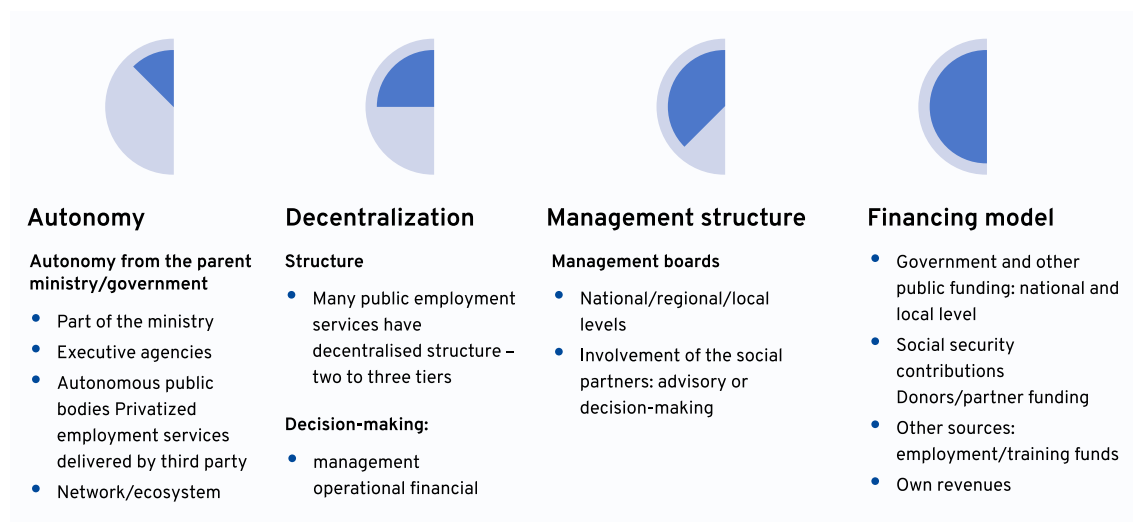 Autonomy
Autonomy from the parent
ministry/government
• Part of the ministry
• Executive agencies
• Autonomous public
bodies Privatized
employment services
delivered by third party
• Network/ecosystem
Decentralization
Structure
• Many public employment
services have
decentralised structure –
two to three tiers
Decision-making:
• management
operational financial
Management structure
Management boards
• National/regional/local
levels
• Involvement of the social
partners: advisory or
decision-making
Financing model
• Government and other
public funding: national and
local level
• Social security
contributions
Donors/partner funding
• Other sources:
employment/training funds
• Own revenues